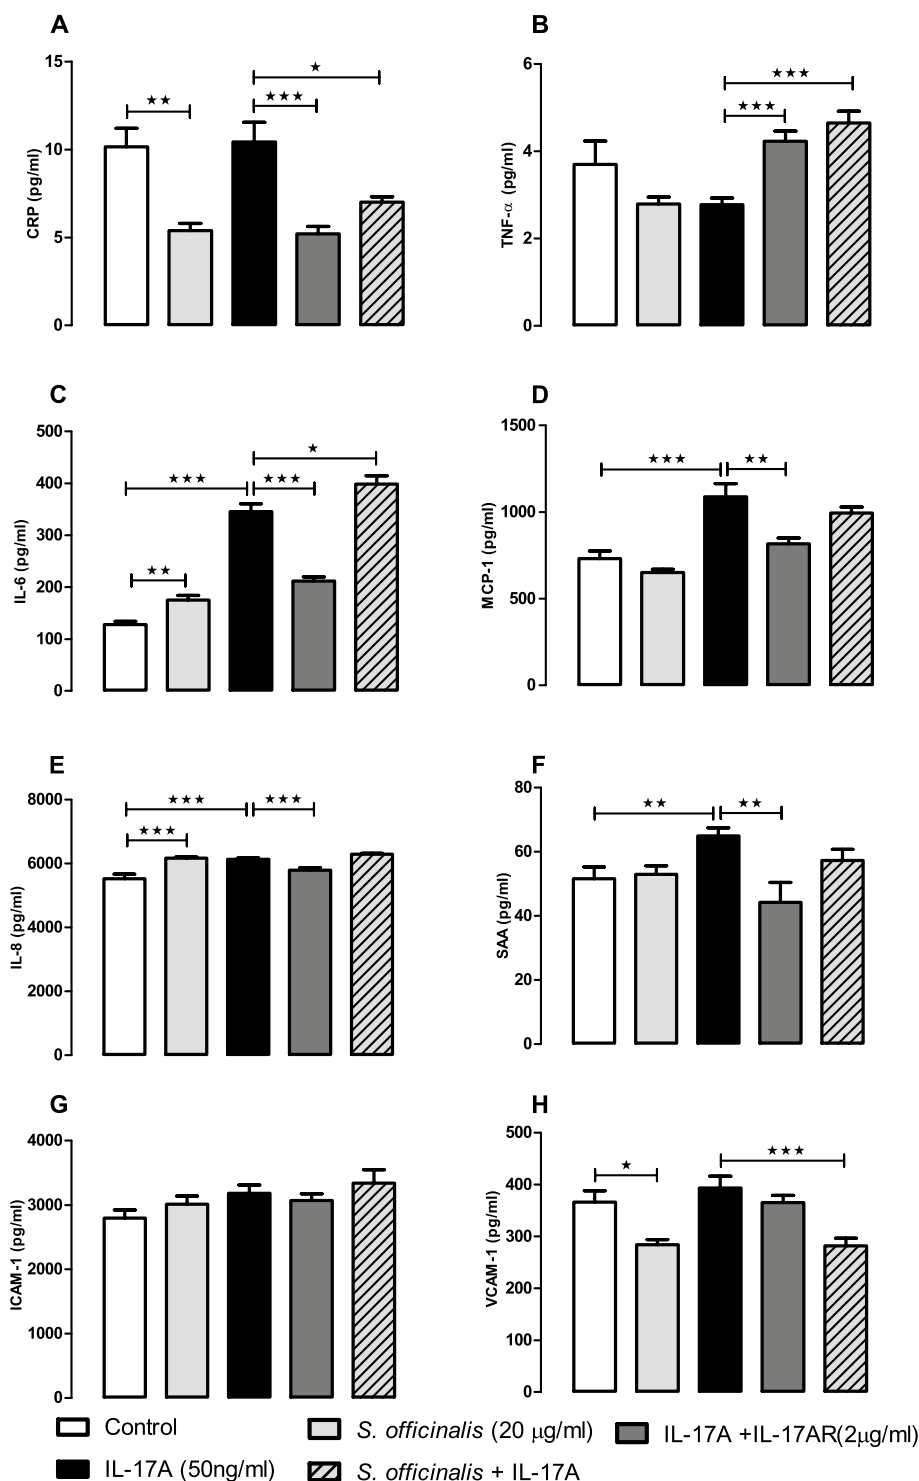 A
15
10
5
0
CRP (pg/ml)
★★
★★★
★
B
6
4
2
0
TNF-α (pg/ml)
★★★
★★★
C
500
400
300
200
100
0
IL-6 (pg/ml)
★★
★★★
★★★
★
D
1500
1000
500
0
MCP-1 (pg/ml)
★★★
★★
E
8000
6000
4000
2000
0
IL-8 (pg/ml)
★★★
★★★
★★★
F
80
60
40
20
0
SAA (pg/ml)
★★
★★
G
4000
3000
2000
1000
0
ICAM-1 (pg/ml)
H
500
400
300
200
100
0
VCAM-1 (pg/ml)
★
★★★
Control
S. officinalis (20 μg/ml)
IL-17A +IL-17AR(2μg/ml)
IL-17A (50ng/ml)
S. officinalis + IL-17A